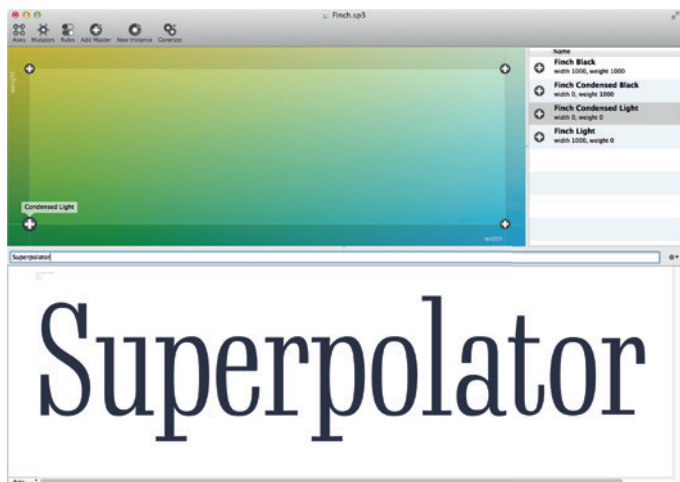 Finch.sp3
Axes Mutators Rules Add Master New Instance Generate
weight
Name
Finch Black
width 1000, weight 1000
Finch Condensed Black
width 0, weight 1000
Finch Condensed Light
width 0, weight 0
Finch Light
width 1000, weight 0
Condensed Light
width
Superpolator
Superpolator